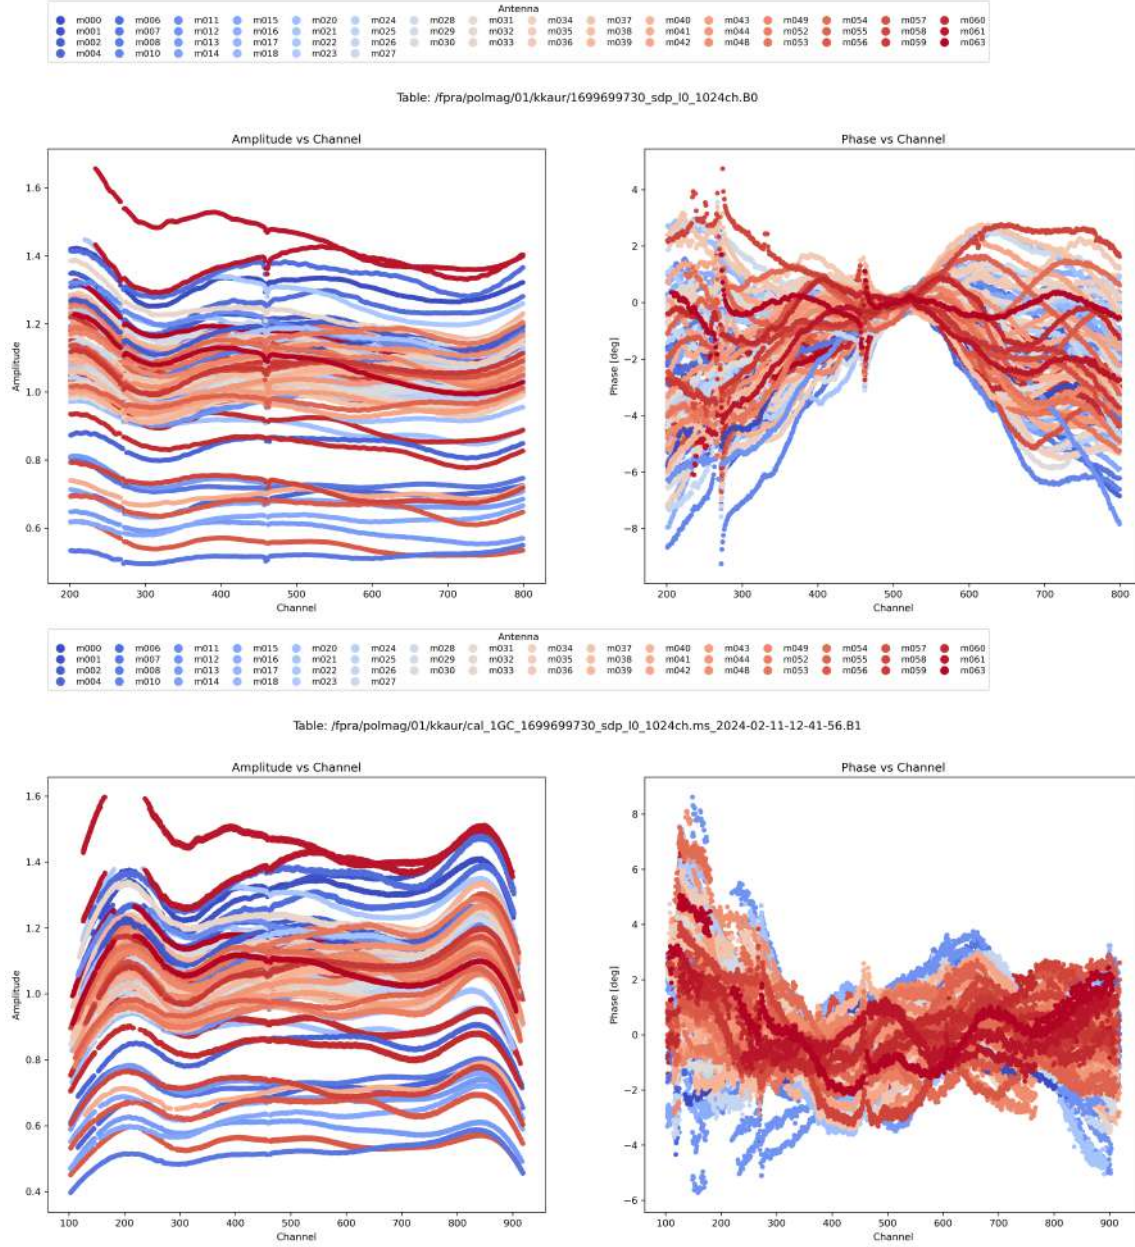 Antenna
m000 m006 m011 m015 m020 m024 m028 m031 m034 m037 m040 m043 m049 m054 m057 m060
m001 m007 m012 m016 m021 m025 m029 m032 m035 m038 m041 m044 m052 m055 m058 m061
m002 m008 m013 m017 m022 m026 m030 m033 m036 m039 m042 m048 m053 m056 m059 m063
m004 m010 m014 m018 m023 m027
Table: /fpra/polmag/01/kkaur/1699699730_sdp_l0_1024ch.B0
Amplitude vs Channel
Amplitude
1.6
1.4
1.2
1.0
0.8
0.6
200 300 400 500 600 700 800
Channel
Phase vs Channel
Phase [deg]
4
2
0
−2
−4
−6
−8
200 300 400 500 600 700 800
Channel
Antenna
m000 m006 m011 m015 m020 m024 m028 m031 m034 m037 m040 m043 m049 m054 m057 m060
m001 m007 m012 m016 m021 m025 m029 m032 m035 m038 m041 m044 m052 m055 m058 m061
m002 m008 m013 m017 m022 m026 m030 m033 m036 m039 m042 m048 m053 m056 m059 m063
m004 m010 m014 m018 m023 m027
Table: /fpra/polmag/01/kkaur/cal_1GC_1699699730_sdp_l0_1024ch.ms_2024-02-11-12-41-56.B1
Amplitude vs Channel
Amplitude
1.6
1.4
1.2
1.0
0.8
0.6
0.4
100 200 300 400 500 600 700 800 900
Channel
Phase vs Channel
Phase [deg]
8
6
4
2
0
−2
−4
−6
100 200 300 400 500 600 700 800 900
Channel